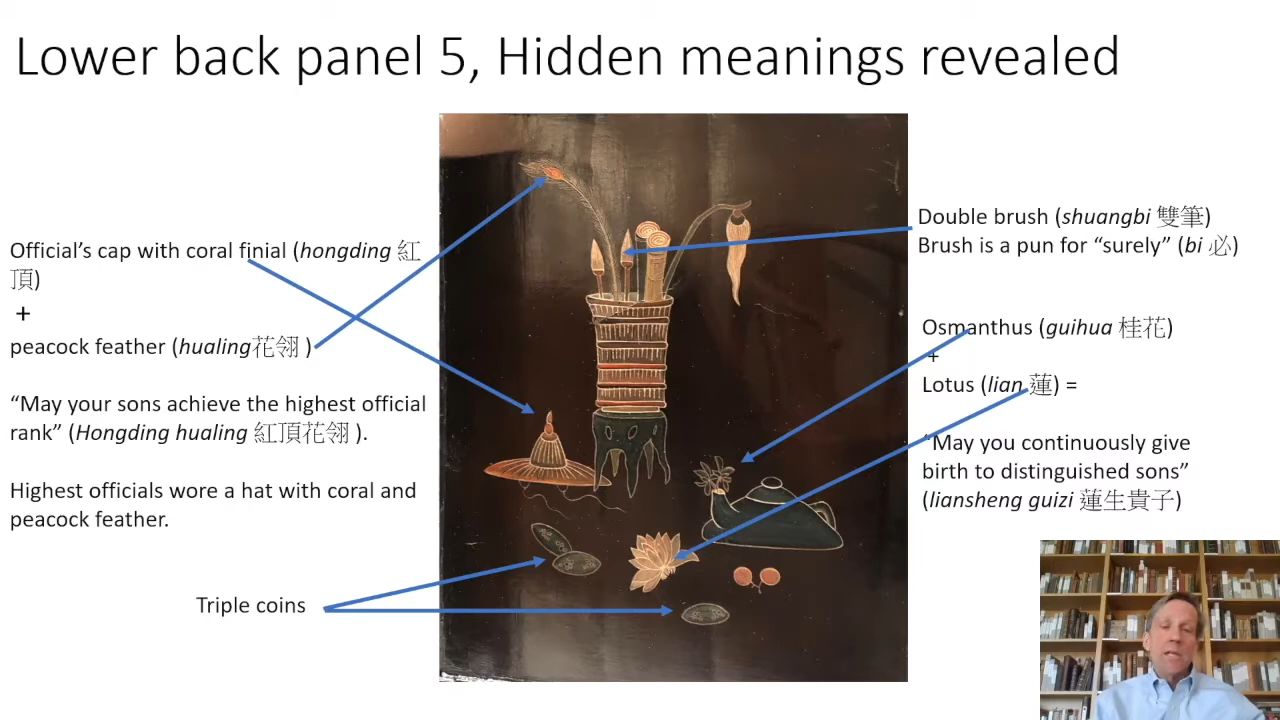 Lower back panel 5, Hidden meanings revealed
Official's cap with coral finial (hongding 紅
頂)
+
peacock feather (hualing花翎 )
“May your sons achieve the highest official
rank” (Hongding hualing 紅頂花翎 ).
Highest officials wore a hat with coral and
peacock feather.
Triple coins
Double brush (shuangbi 雙筆)
Brush is a pun for “surely” (bi 必)
Osmanthus (guihua 桂花)
+
Lotus (lian 蓮) =
“May you continuously give
birth to distinguished sons”
(liansheng guizi 蓮生貴子)